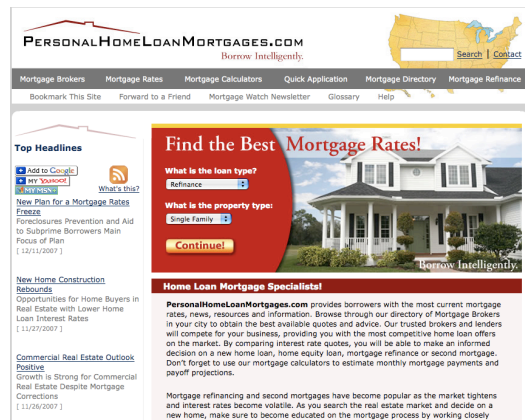 PERSONALHOMELOANMORTGAGES.COM
Borrow Intelligently.
Search | Contact
Mortgage Brokers Mortgage Rates Mortgage Calculators Quick Application Mortgage Directory Mortgage Refinance
Bookmark This Site Forward to a Friend Mortgage Watch Newsletter Glossary Help
Top Headlines
Add to Google
MY YAHOO!
MY MSN
What's this?
New Plan for a Mortgage Rates
Freeze
Foreclosures Prevention and Aid
to Subprime Borrowers Main
Focus of Plan
[ 12/11/2007 ]
New Home Construction
Rebounds
Opportunities for Home Buyers in
Real Estate with Lower Home
Loan Interest Rates
[ 11/27/2007 ]
Commercial Real Estate Outlook
Positive
Growth is Strong for Commercial
Real Estate Despite Mortgage
Corrections
[ 11/26/2007 ]
Find the Best Mortgage Rates!
What is the loan type?
Refinance
What is the property type:
Single Family
Continue!
Borrow Intelligently.
Home Loan Mortgage Specialists!
PersonalHomeLoanMortgages.com provides borrowers with the most current mortgage
rates, news, resources and information. Browse through our directory of Mortgage Brokers
in your city to obtain the best available quotes and advice. Our trusted brokers and lenders
will compete for your business, providing you with the most competitive home loan offers
on the market. By comparing interest rate quotes, you will be able to make an informed
decision on a new home loan, home equity loan, mortgage refinance or second mortgage.
Don't forget to use our mortgage calculators to estimate monthly mortgage payments and
payoff projections.
Mortgage refinancing and second mortgages have become popular as the market tightens
and interest rates become volatile. As you search the real estate market and decide on a
new home, make sure to become educated on the mortgage process by working closely